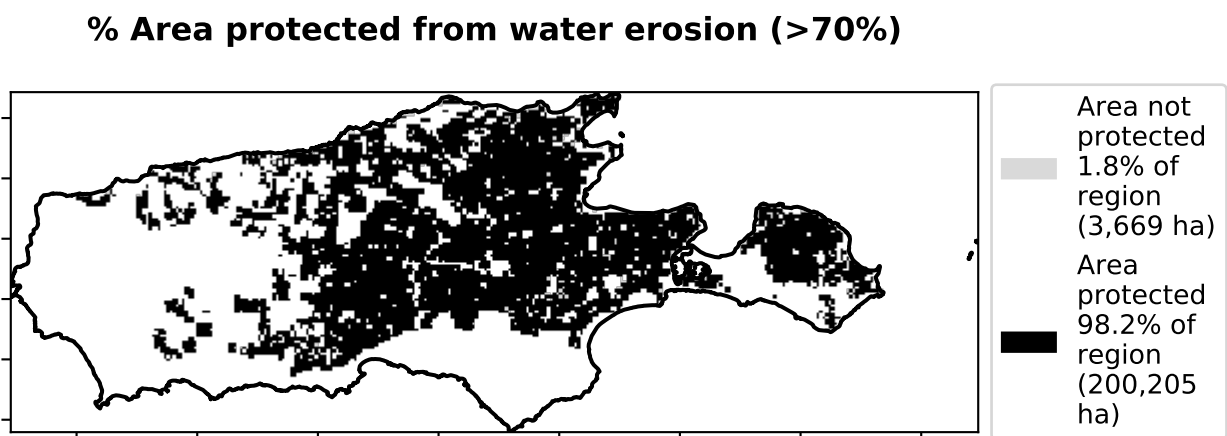 % Area protected from water erosion (>70%)
Area not
protected
1.8% of
region
(3,669 ha)
Area
protected
98.2% of
region
(200,205
ha)